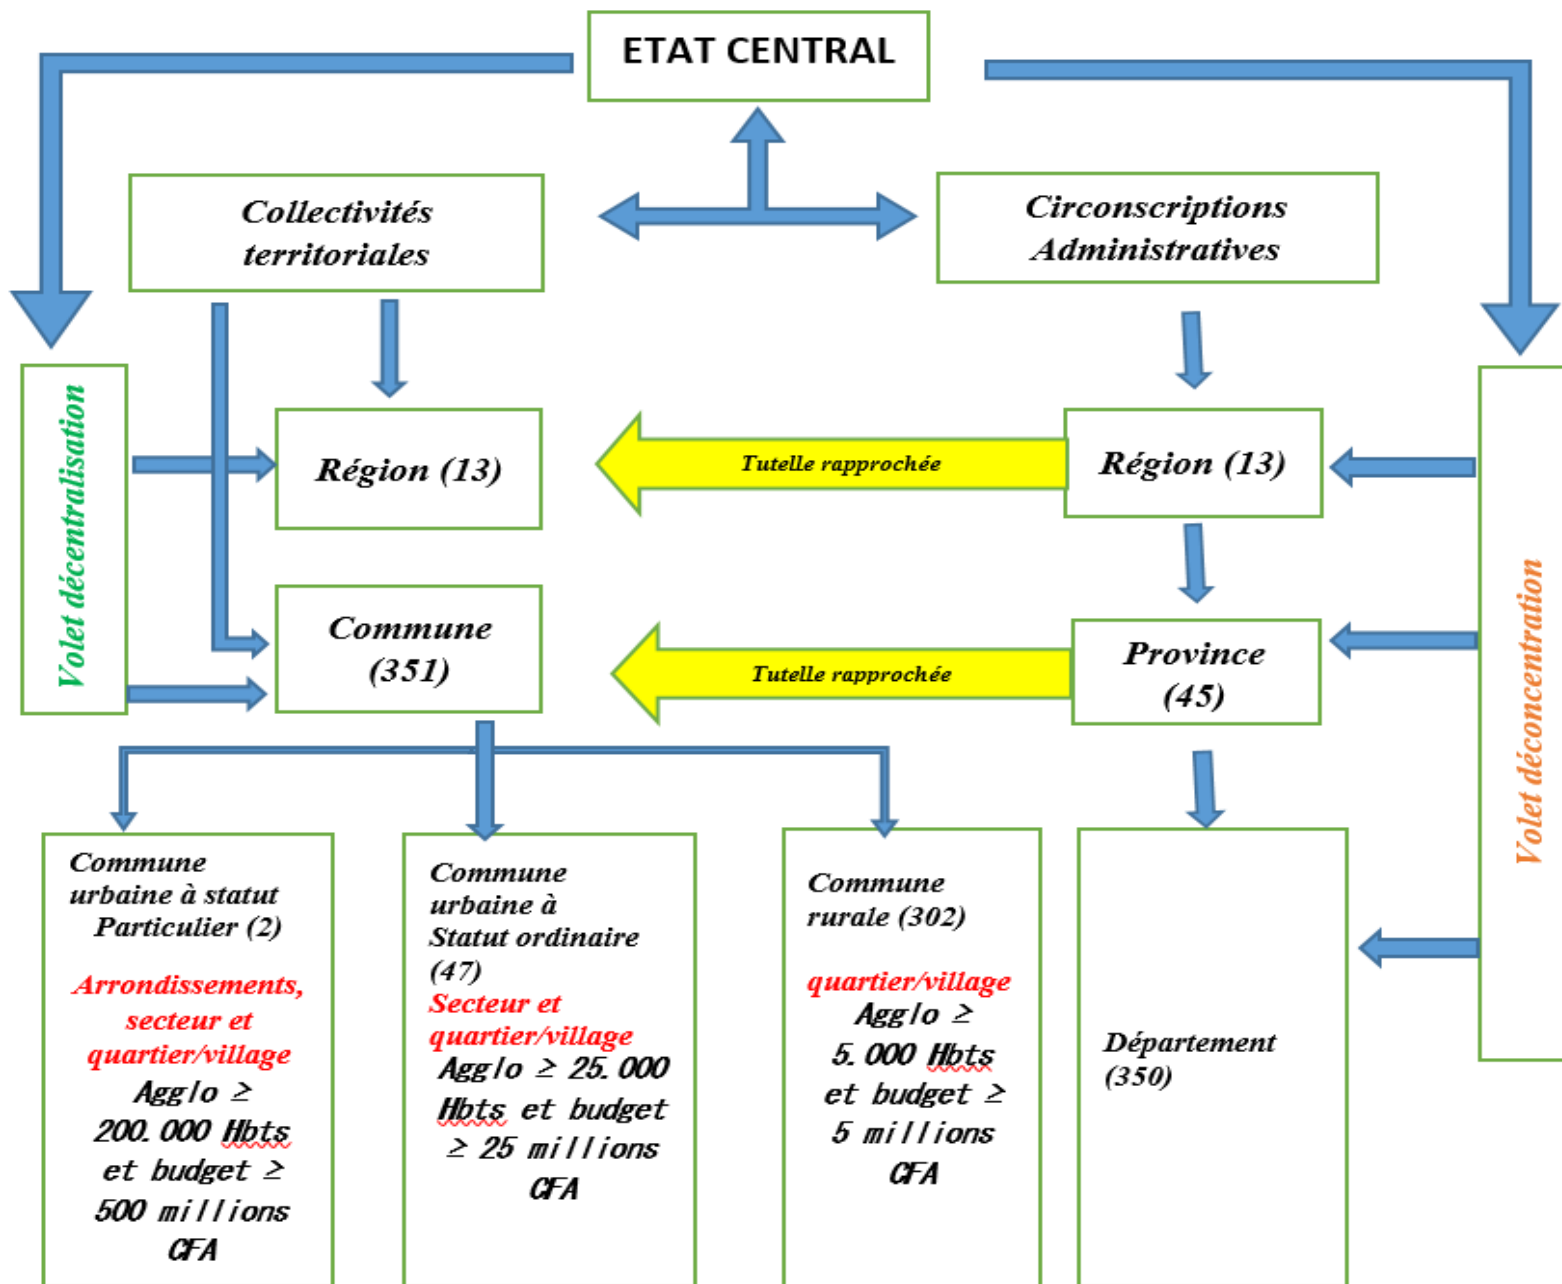 ETAT CENTRAL
Collectivités
territoriales
Circonscriptions
Administratives
Volet décentralisation
Région (13)
Tutelle rapprochée
Région (13)
Volet déconcentration
Commune
(351)
Tutelle rapprochée
Province
(45)
Commune
urbaine à statut
Particulier (2)
Arrondissements,
secteur et
quartier/village
Agglo ≥
200.000 Hbts
et budget ≥
500 millions
CFA
Commune
urbaine à
Statut ordinaire
(47)
Secteur et
quartier/village
Agglo ≥ 25.000
Hbts et budget
≥ 25 millions
CFA
Commune
rurale (302)
quartier/village
Agglo ≥
5.000 Hbts
et budget ≥
5 millions
CFA
Département
(350)